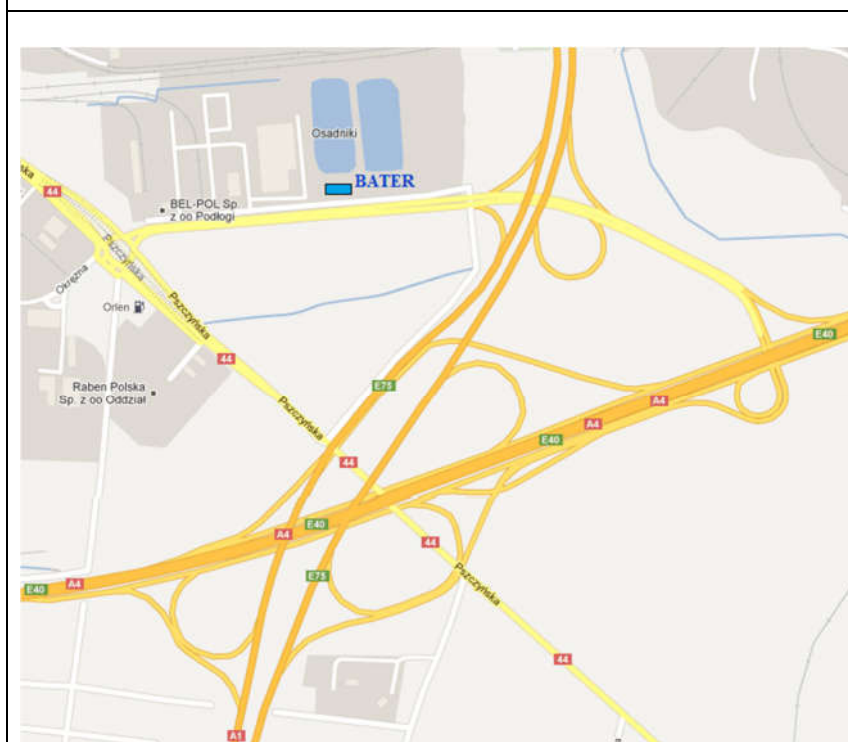 Osadniki
BATER
ska
44
BEL-POL Sp.
z oo Podłogi
Pszczyńska
Okrężna
Orlen
Pszczyńska
44
E40
Raben Polska
Sp. z oo Oddział
E75
A4
Pszczyńska
A4
E40
44
E40
A4
44
E75
Pszczyńska
A4
E40
44
A1